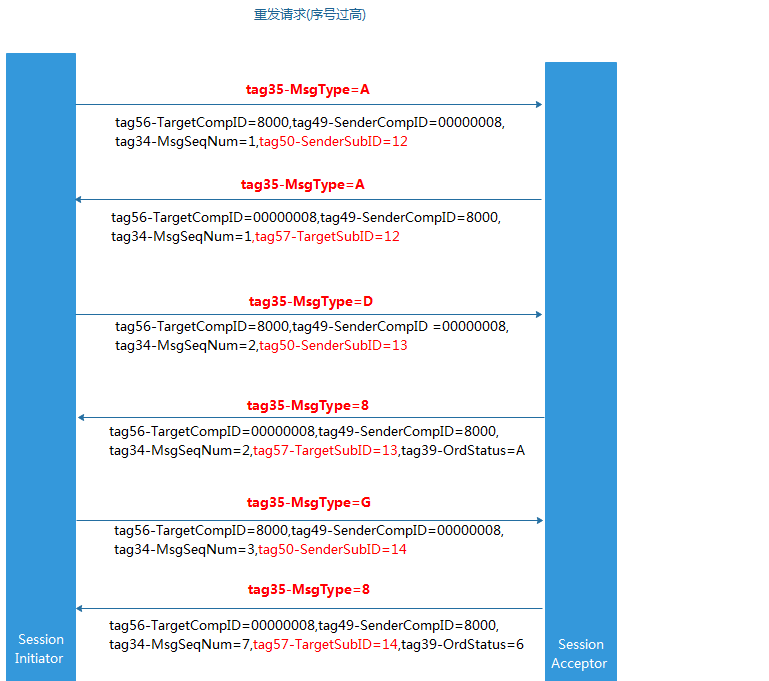 重发请求(序号过高)
tag35-MsgType=A
tag56-TargetCompID=8000,tag49-SenderCompID=00000008,
tag34-MsgSeqNum=1,tag50-SenderSubID=12
tag35-MsgType=A
tag56-TargetCompID=00000008,tag49-SenderCompID=8000,
tag34-MsgSeqNum=1,tag57-TargetSubID=12
tag35-MsgType=D
tag56-TargetCompID=8000,tag49-SenderCompID =00000008,
tag34-MsgSeqNum=2,tag50-SenderSubID=13
tag35-MsgType=8
tag56-TargetCompID=00000008,tag49-SenderCompID=8000,
tag34-MsgSeqNum=2,tag57-TargetSubID=13,tag39-OrdStatus=A
tag35-MsgType=G
tag56-TargetCompID=8000,tag49-SenderCompID=00000008,
tag34-MsgSeqNum=3,tag50-SenderSubID=14
tag35-MsgType=8
tag56-TargetCompID=00000008,tag49-SenderCompID=8000,
tag34-MsgSeqNum=7,tag57-TargetSubID=14,tag39-OrdStatus=6
Session
Initiator
Session
Acceptor